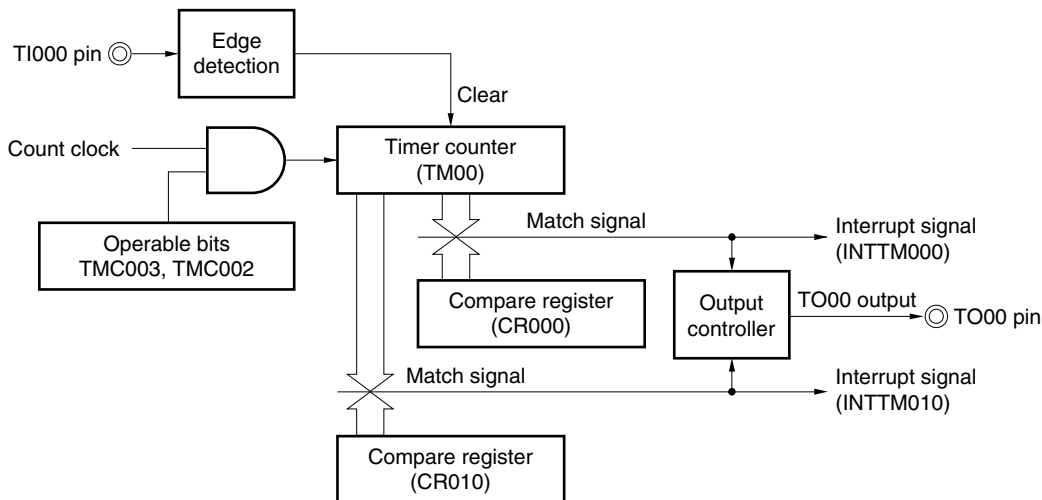 TI000 pin
Edge
detection
Clear
Count clock
Timer counter
(TM00)
Operable bits
TMC003, TMC002
Match signal
Interrupt signal
(INTTM000)
Compare register
(CR000)
Output
controller
TO00 output
TO00 pin
Match signal
Interrupt signal
(INTTM010)
Compare register
(CR010)